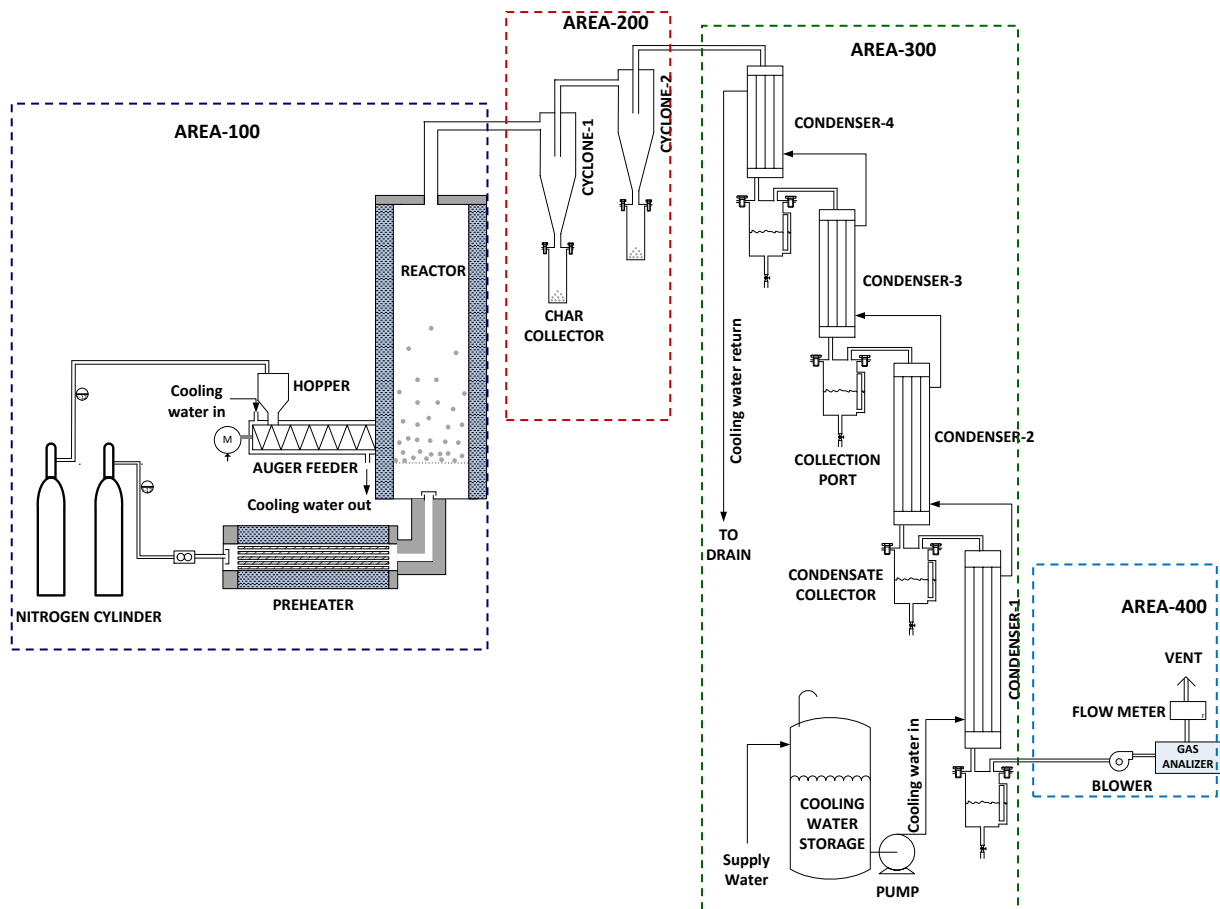 AREA-100
REACTOR
HOPPER
Cooling
water in
M
AUGER FEEDER
Cooling water out
PREHEATER
NITROGEN CYLINDER
AREA-200
CYCLONE-1
CYCLONE-2
CHAR
COLLECTOR
AREA-300
CONDENSER-4
CONDENSER-3
CONDENSER-2
CONDENSER-1
Cooling water return
TO
DRAIN
COLLECTION
PORT
CONDENSATE
COLLECTOR
COOLING
WATER
STORAGE
Supply
Water
PUMP
Cooling water in
AREA-400
VENT
FLOW METER
GAS
ANALIZER
BLOWER